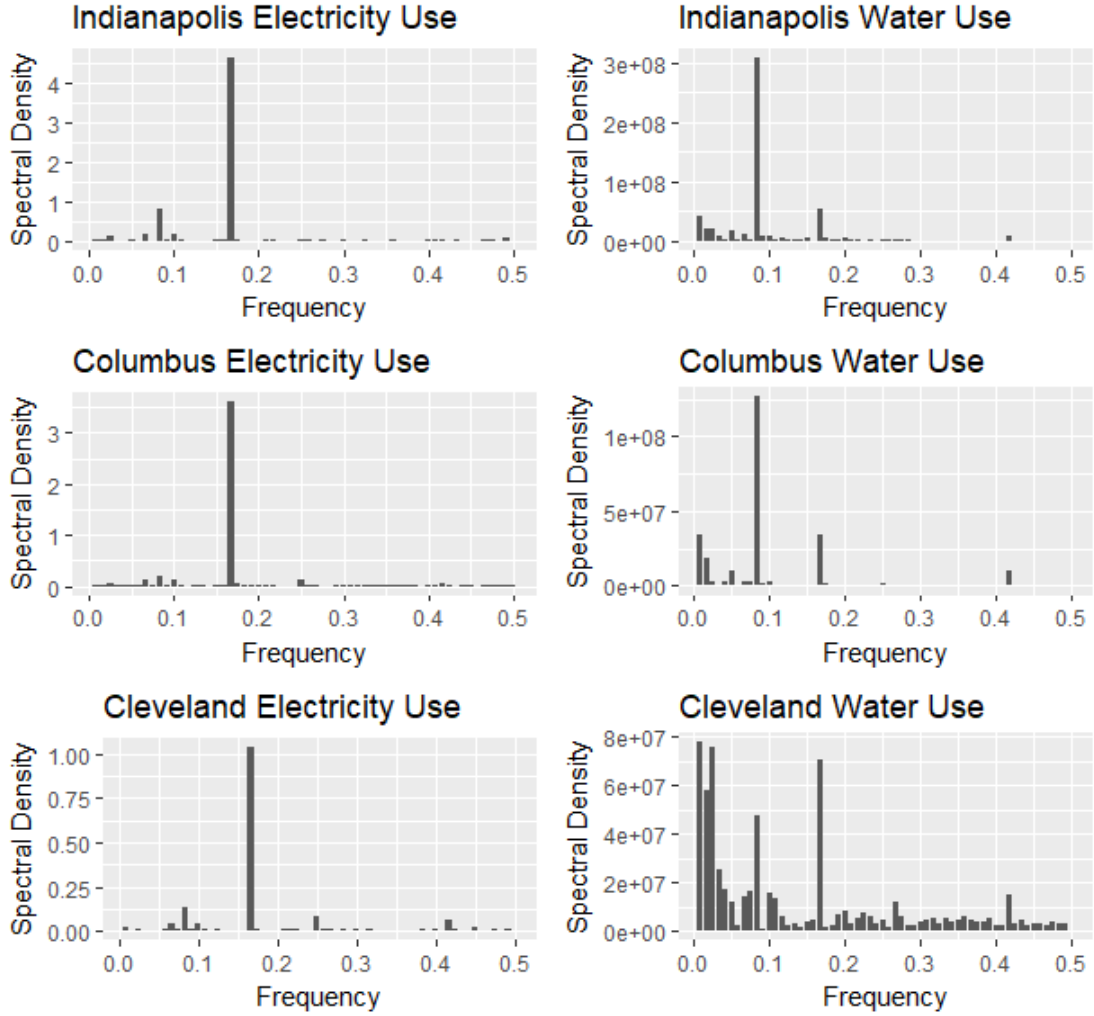 Indianapolis Electricity Use
Spectral Density
4
3
2
1
0
0.0 0.1 0.2 0.3 0.4 0.5
Frequency
Indianapolis Water Use
Spectral Density
3e+08
2e+08
1e+08
0e+00
0.0 0.1 0.2 0.3 0.4 0.5
Frequency
Columbus Electricity Use
Spectral Density
3
2
1
0
0.0 0.1 0.2 0.3 0.4 0.5
Frequency
Columbus Water Use
Spectral Density
1e+08
5e+07
0e+00
0.0 0.1 0.2 0.3 0.4 0.5
Frequency
Cleveland Electricity Use
Spectral Density
1.00
0.75
0.50
0.25
0.00
0.0 0.1 0.2 0.3 0.4 0.5
Frequency
Cleveland Water Use
Spectral Density
8e+07
6e+07
4e+07
2e+07
0e+00
0.0 0.1 0.2 0.3 0.4 0.5
Frequency